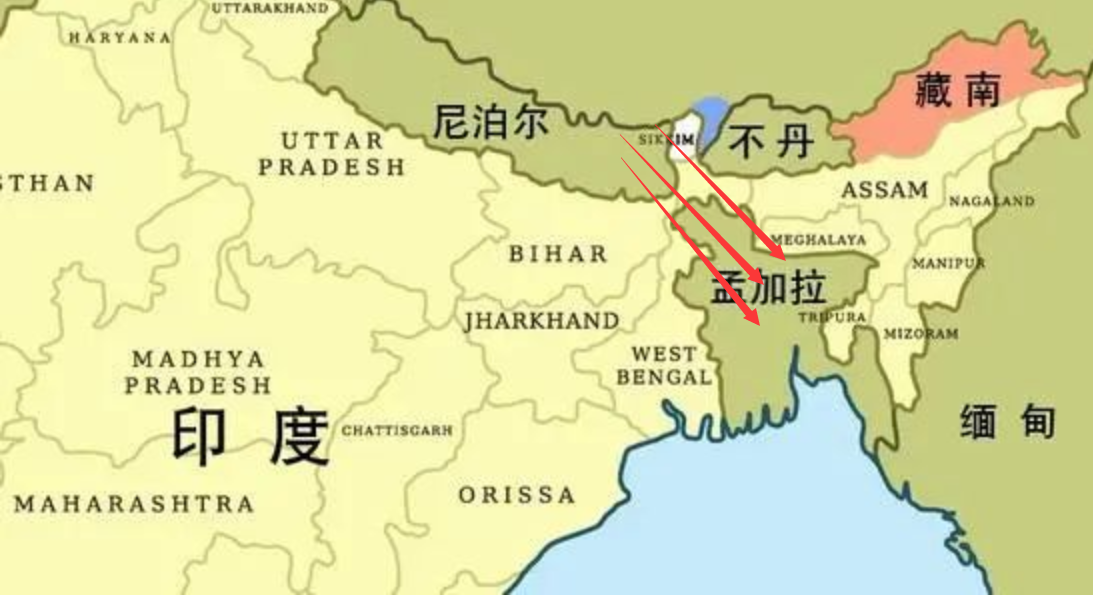 UTTARAKHAND
HARYANA
藏南
尼泊尔
SIKKIM
不丹
UTTAR
PRADESH
STHAN
ASSAM
NAGALAND
BIHAR
MEGHALAYA
MANIPUR
孟加拉
JHARKHAND
TRIPURA
MIZORAM
MADHYA
PRADESH
WEST
BENGAL
印度
CHATTISGARH
缅甸
MAHARASHTRA
ORISSA